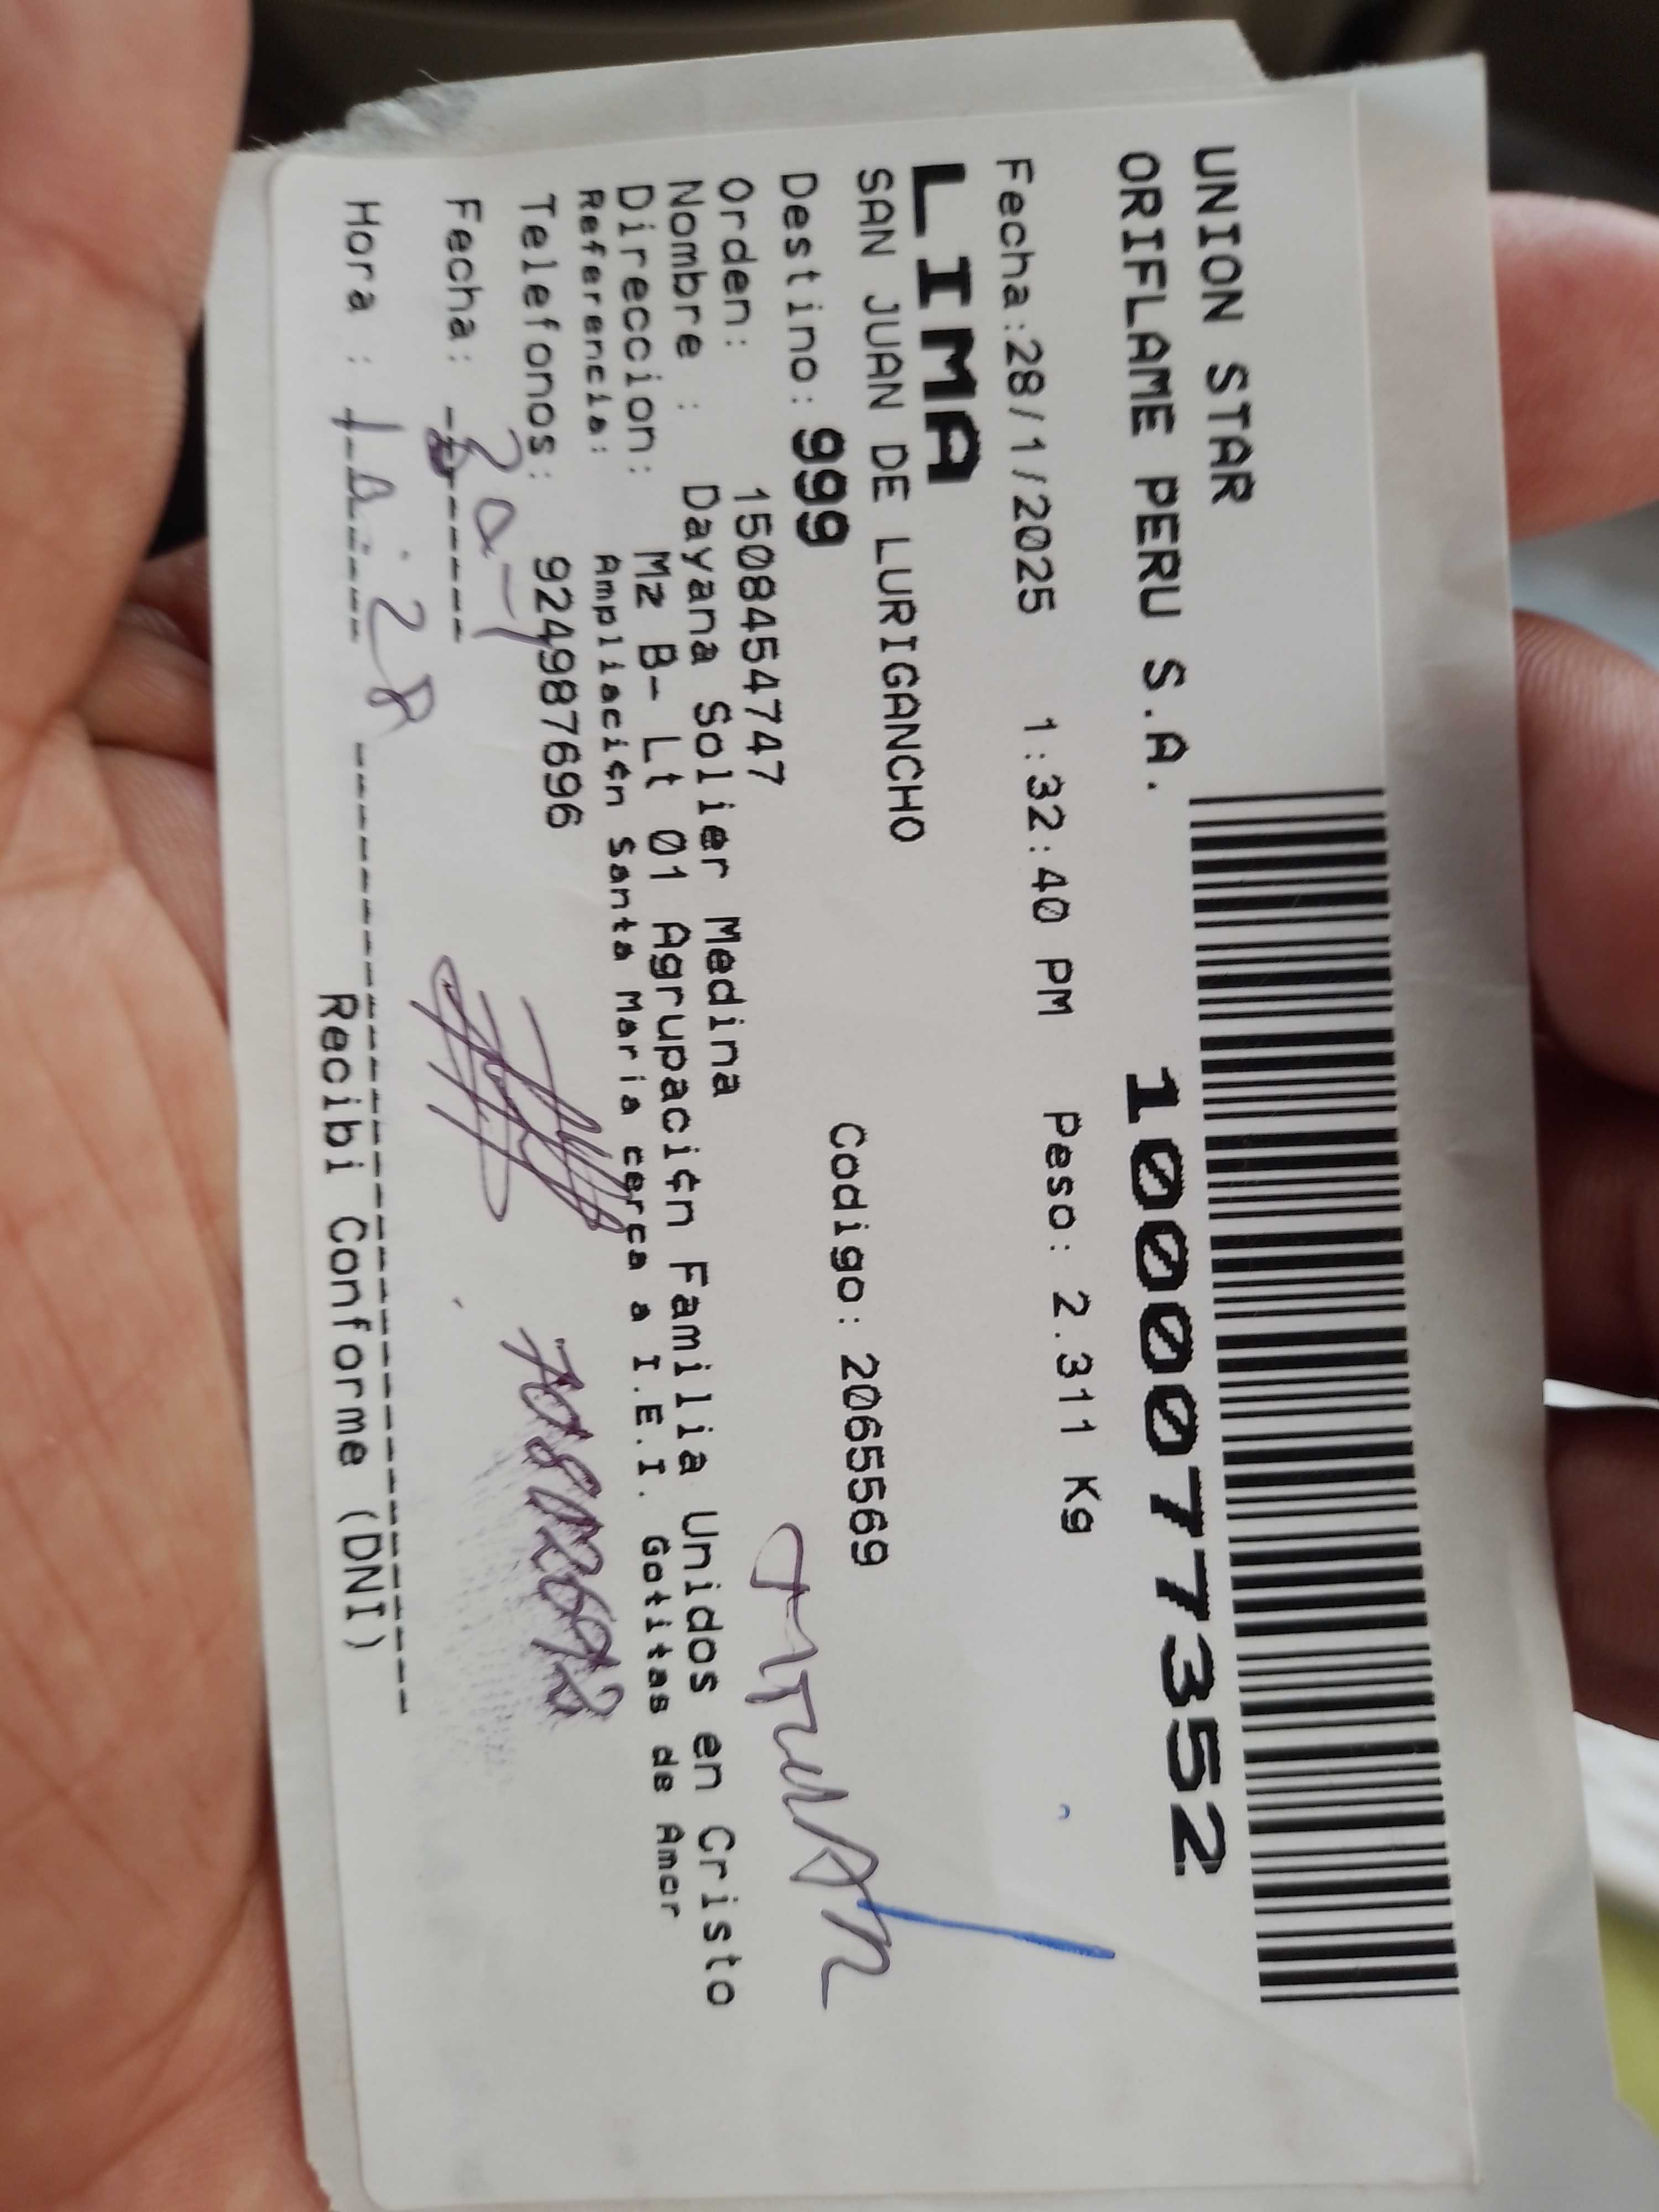 UNION STAR
ORIFLAME PERU S.A. 1000077352
Fecha:28/1/2025 1:32:40 PM Peso: 2.311 Kg
LIMA
SAN JUAN DE LURIGANCHO
Destino: 999 Codigo: 2065569
Orden: 1508454747
Nombre : Dayana Solier Medina
Direccion: Mz B- Lt 01 Agrupaci¢n Familia Unidos en Cristo
Referencia: Ampliaci¢n Santa Maria cerca a I.E.I. Gotitas de Amor
Telefonos: 924987696
Fecha:
Hora :
Recibi Conforme (DNI)